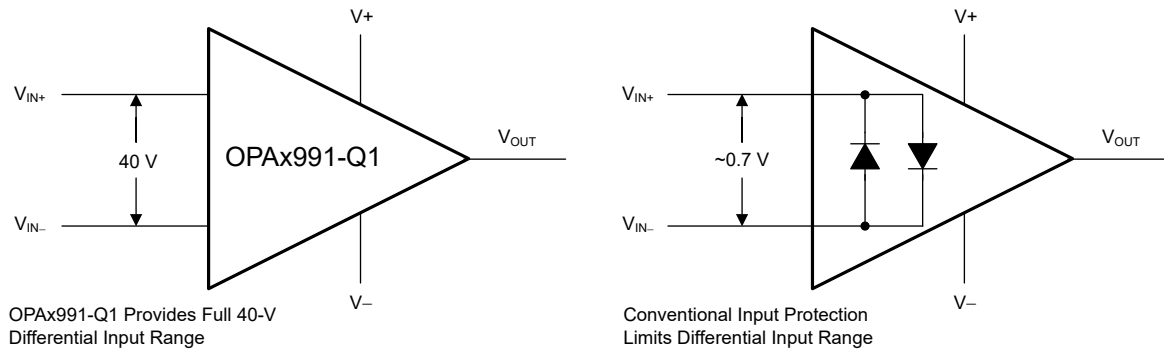 V+
VIN+
40 V
OPAx991-Q1
VOUT
VIN–
V–
OPAx991-Q1 Provides Full 40-V
Differential Input Range
V+
VIN+
~0.7 V
VOUT
VIN–
V–
Conventional Input Protection
Limits Differential Input Range